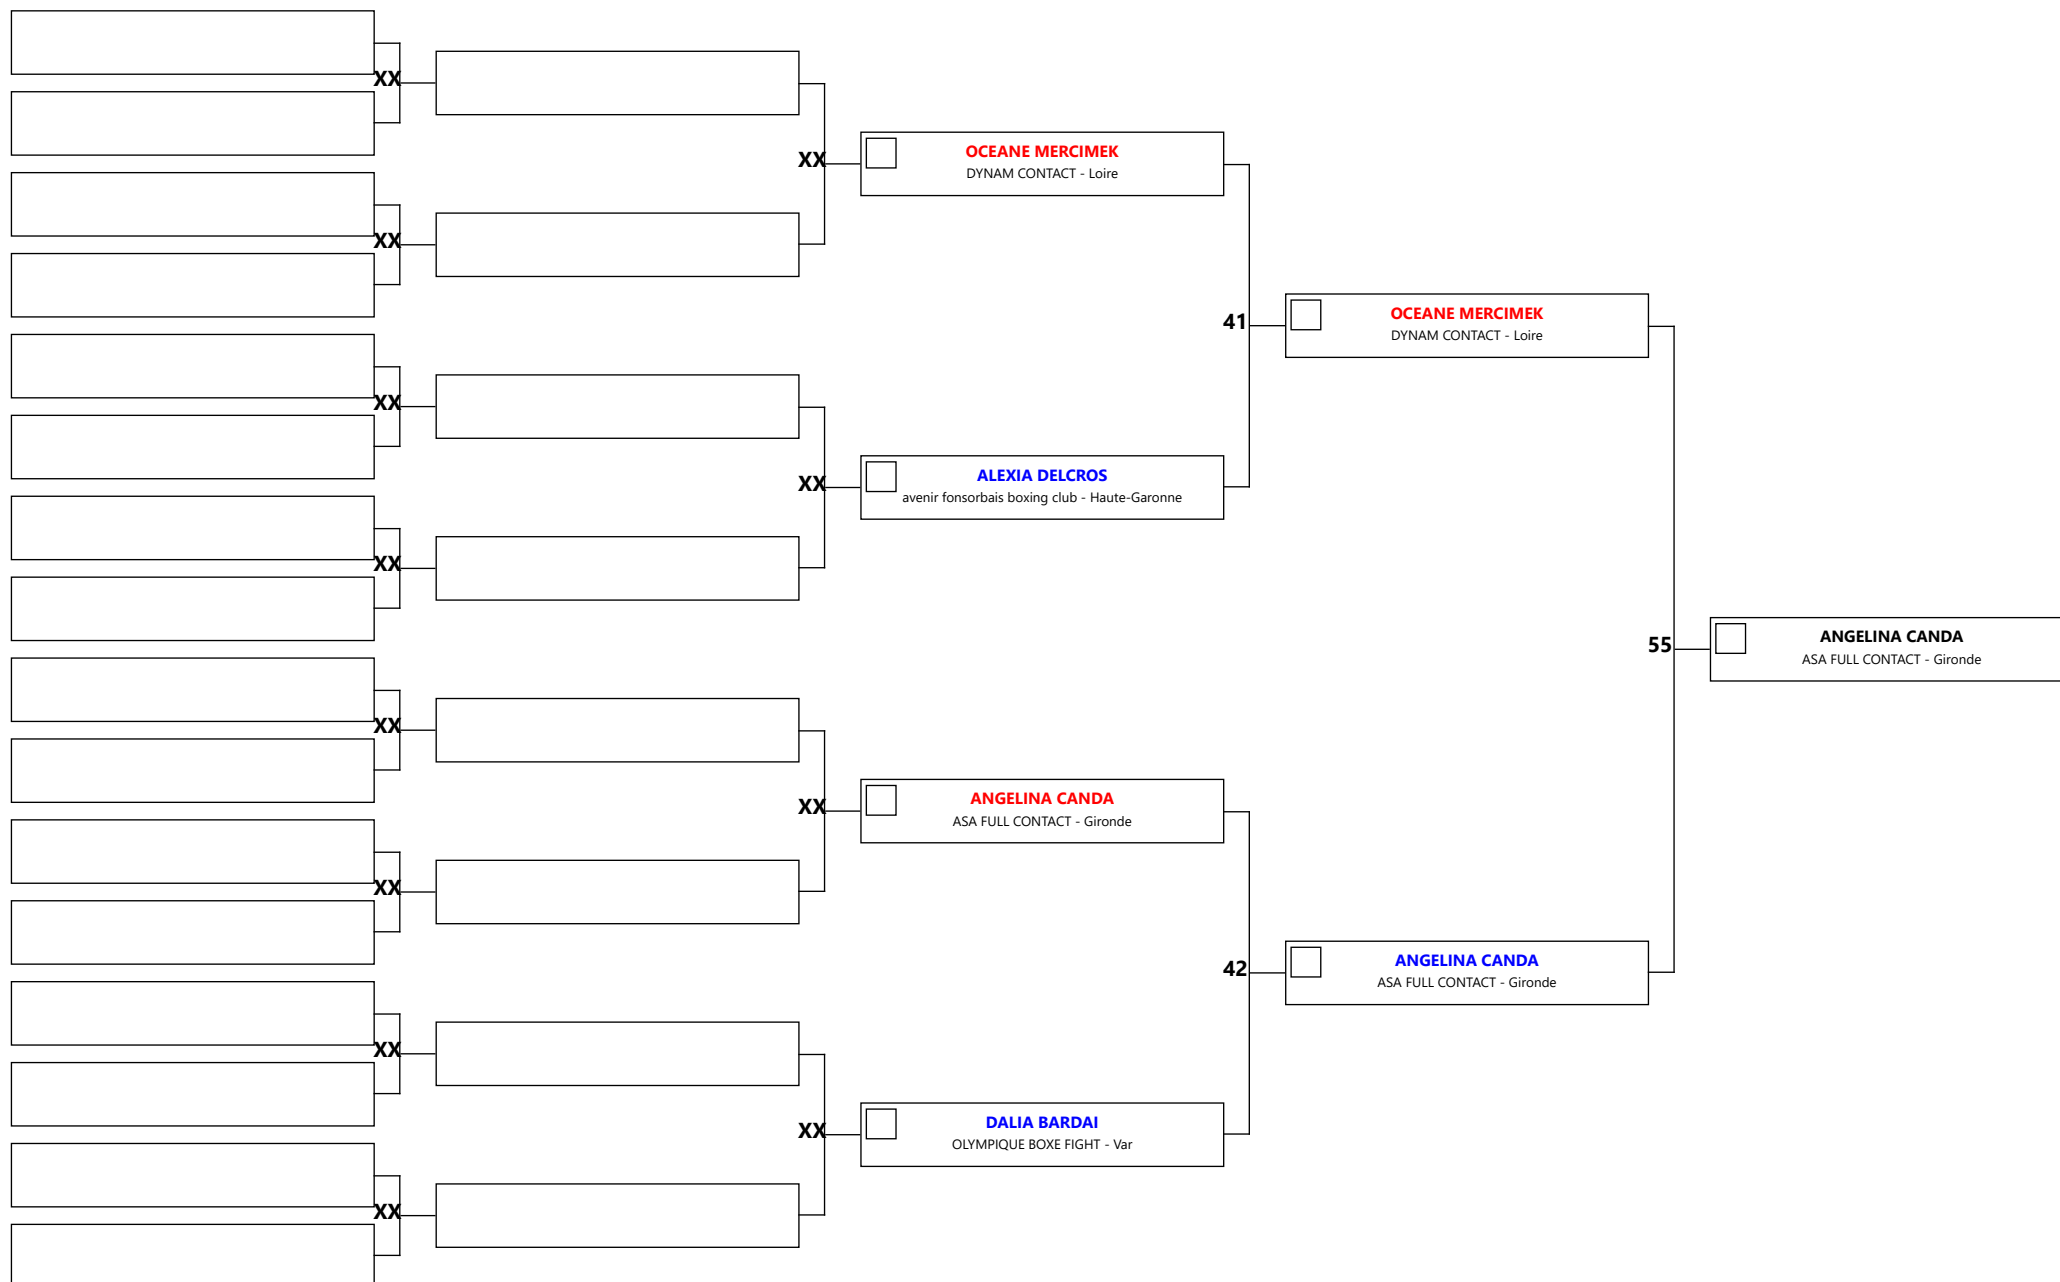 XX
XX
OCEANE MERCIMEK
DYNAM CONTACT - Loire
XX
41
OCEANE MERCIMEK
DYNAM CONTACT - Loire
XX
XX
ALEXIA DELCROS
avenir fonsorbais boxing club - Haute-Garonne
XX
55
ANGELINA CANDA
ASA FULL CONTACT - Gironde
XX
XX
ANGELINA CANDA
ASA FULL CONTACT - Gironde
XX
42
ANGELINA CANDA
ASA FULL CONTACT - Gironde
XX
XX
DALIA BARDAI
OLYMPIQUE BOXE FIGHT - Var
XX